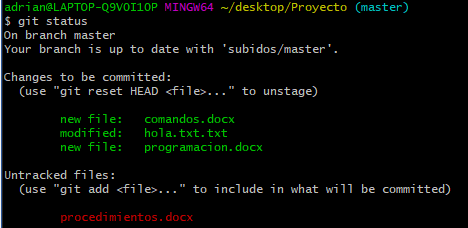 adrian@LAPTOP-Q9V0I1OP MINGW64 ~/desktop/Proyecto (master)
$ git status
On branch master
Your branch is up to date with 'subidos/master'.
Changes to be committed:
  (use "git reset HEAD <file>..." to unstage)
        new file:   comandos.docx
        modified:   hola.txt.txt
        new file:   programacion.docx
Untracked files:
  (use "git add <file>..." to include in what will be committed)
        procedimientos.docx